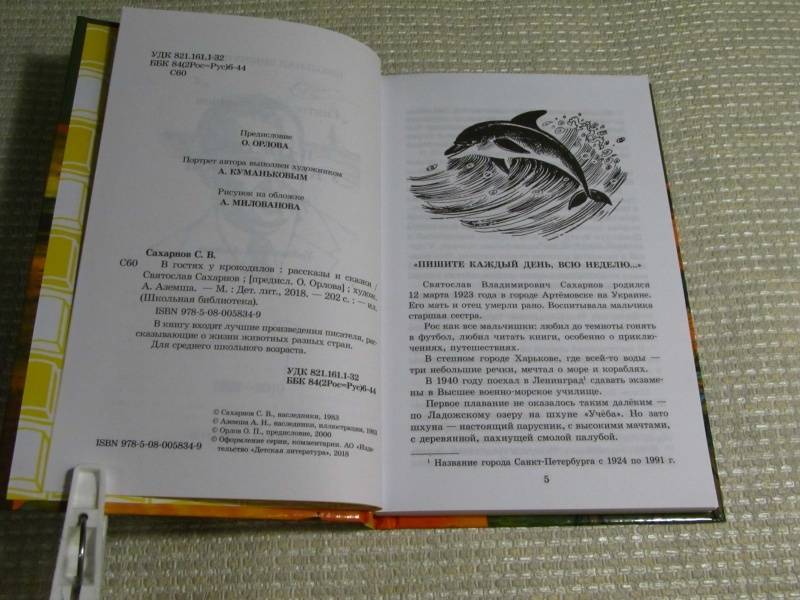 УДК 821.161.1-32
ББК 84(2Рос=Рус)6-44
С60
Предисловие
О. ОРЛОВА
Портрет автора выполнен художником
А. КУМАНЬКОВЫМ
Рисунок на обложке
А. МИЛОВАНОВА
Сахарнов С. В.
С60 В гостях у крокодилов : рассказы и сказки /
Святослав Сахарнов ; [предисл. О. Орлова] ; худож.
А. Аземша. — М. : Дет. лит., 2018. — 202 с. : — ил.
(Школьная библиотека).
ISBN 978-5-08-005834-9
В книгу входят лучшие произведения писателя, рас-
сказывающие о жизни животных разных стран.
Для среднего школьного возраста.
УДК 821.161.1-32
ББК 84(2Рос=Рус)6-44
© Сахарнов С. В., наследники, 1983
© Аземша А. Н., наследники, иллюстрации, 1983
© Орлов О. П., предисловие, 2000
© Оформление серии, комментарии. АО «Изда-
тельство «Детская литература», 2018
ISBN 978-5-08-005834-9
«ПИШИТЕ КАЖДЫЙ ДЕНЬ, ВСЮ НЕДЕЛЮ...»
Святослав Владимирович Сахарнов родился
12 марта 1923 года в городе Артёмовске на Украине.
Его мать и отец умерли рано. Воспитывала мальчика
старшая сестра.
Рос как все мальчишки: любил до темноты гонять
в футбол, любил читать книги, особенно о приклю-
чениях, путешествиях.
В степном городе Харькове, где всей-то воды —
три небольшие речки, мечтал о море и кораблях.
В 1940 году поехал в Ленинград¹ сдавать экзаме-
ны в Высшее военно-морское училище.
Первое плавание не оказалось таким далёким —
по Ладожскому озеру на шхуне «Учёба». Но зато
шхуна — настоящий парусник, с высокими мачтами,
с деревянной, пахнущей смолой палубой.
¹ Название города Санкт-Петербурга с 1924 по 1991 г.
5